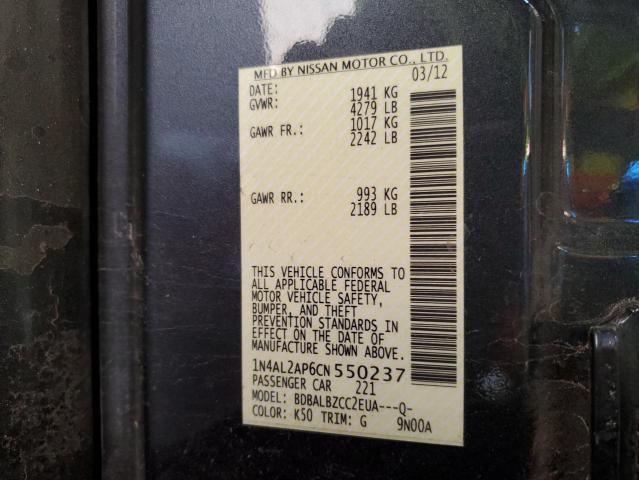 MFD BY NISSAN MOTOR CO., LTD.
DATE: 03/12
GVWR: 1941 KG
4279 LB
GAWR FR.: 1017 KG
2242 LB
GAWR RR.: 993 KG
2189 LB
THIS VEHICLE CONFORMS TO
ALL APPLICABLE FEDERAL
MOTOR VEHICLE SAFETY,
BUMPER, AND THEFT
PREVENTION STANDARDS IN
EFFECT ON THE DATE OF
MANUFACTURE SHOWN ABOVE.
1N4AL2AP6CN 550237
PASSENGER CAR 221
MODEL: BDBALBZCC2EUA---Q-
COLOR: K50 TRIM: G 9N00A